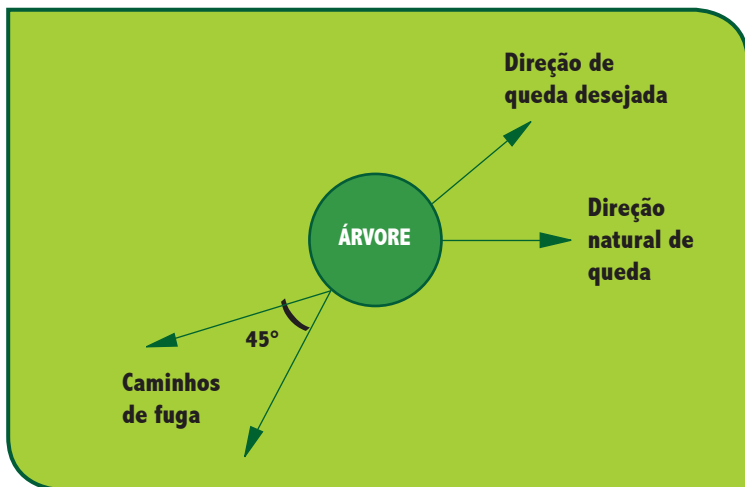 Direção de
queda desejada
Direção
natural de
queda
ÁRVORE
45°
Caminhos
de fuga